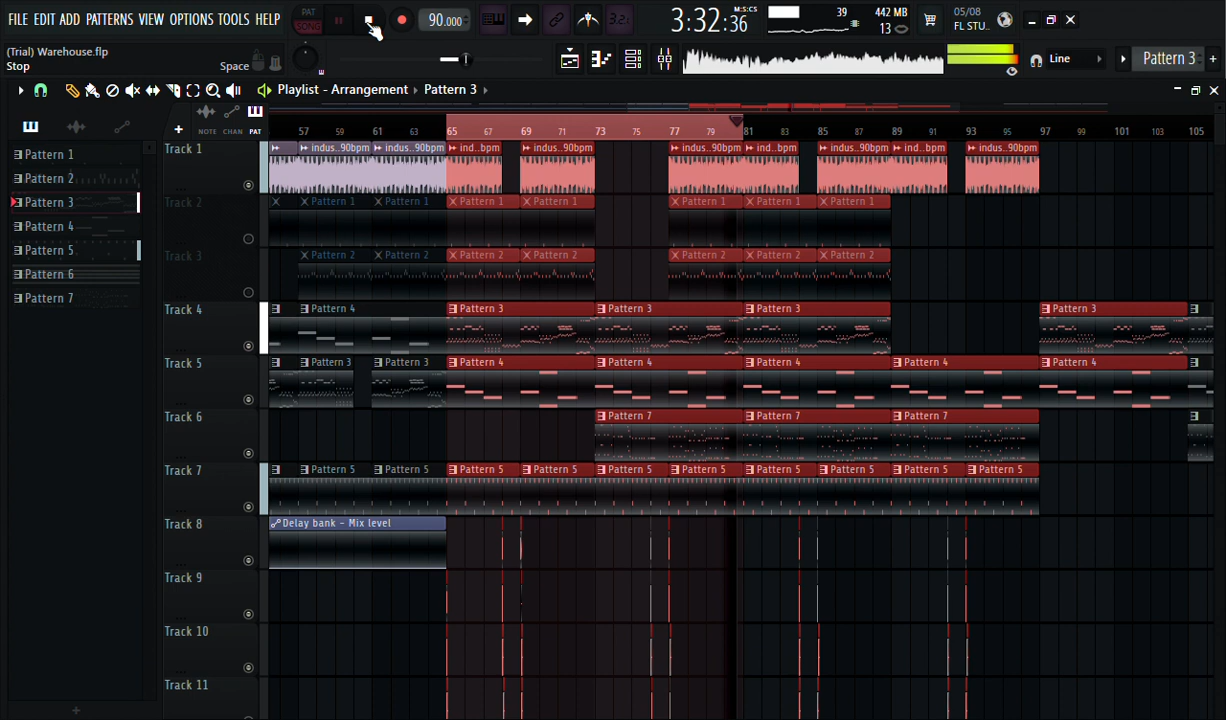 FILE EDIT ADD PATTERNS VIEW OPTIONS TOOLS HELP
PAT
SONG
90.000
3.2.
3:32:36
M:S:CS
39
442 MB
13
05/08
FL STU..
(Trial) Warehouse.flp
Stop
Space
Line
Pattern 3
+
Playlist - Arrangement › Pattern 3 ›
NOTE CHAN PAT
57 59 61 63 65 67 69 71 73 75 77 79 81 83 85 87 89 91 93 95 97 99 101 103 105
Pattern 1
Pattern 2
Pattern 3
Pattern 4
Pattern 5
Pattern 6
Pattern 7
Track 1
indus..90bpm indus..90bpm ind..bpm indus..90bpm indus..90bpm ind..bpm indus..90bpm ind..bpm indus..90bpm
Track 2
Pattern 1 Pattern 1 Pattern 1 Pattern 1 Pattern 1 Pattern 1 Pattern 1
Track 3
Pattern 2 Pattern 2 Pattern 2 Pattern 2 Pattern 2 Pattern 2 Pattern 2
Track 4
Pattern 4 Pattern 3 Pattern 3 Pattern 3 Pattern 3
Track 5
Pattern 3 Pattern 3 Pattern 4 Pattern 4 Pattern 4 Pattern 4 Pattern 4
Track 6
Pattern 7 Pattern 7 Pattern 7
Track 7
Pattern 5 Pattern 5 Pattern 5 Pattern 5 Pattern 5 Pattern 5 Pattern 5 Pattern 5 Pattern 5 Pattern 5
Track 8
Delay bank - Mix level
Track 9
Track 10
Track 11